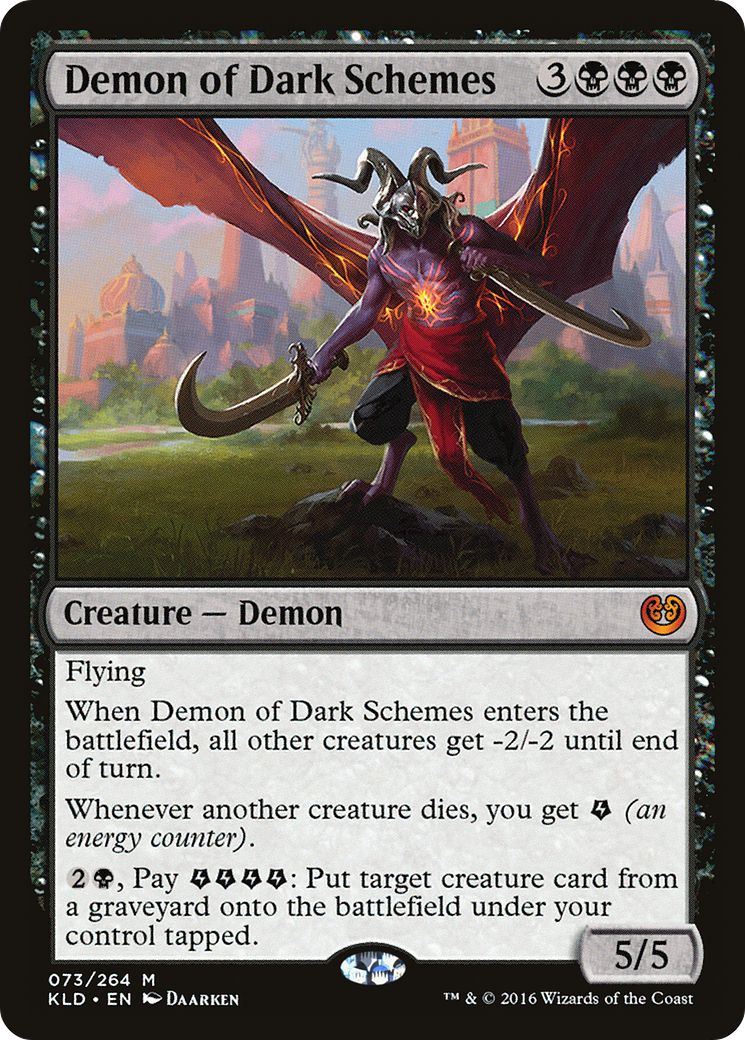 Demon of Dark Schemes 3
Creature — Demon
Flying
When Demon of Dark Schemes enters the
battlefield, all other creatures get -2/-2 until end
of turn.
Whenever another creature dies, you get (an
energy counter).
2, Pay : Put target creature card from
a graveyard onto the battlefield under your
control tapped.
5/5
073/264 M
KLD • EN DAARKEN
™ & © 2016 Wizards of the Coast